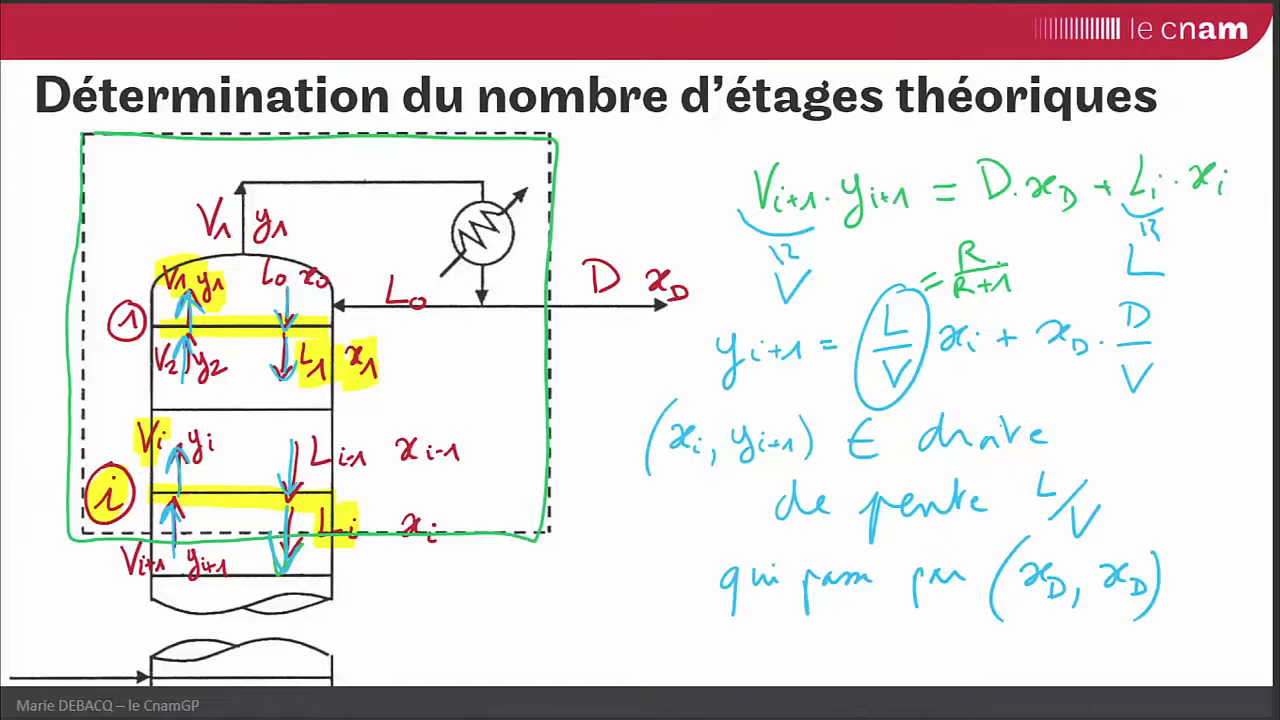 le cnam
Détermination du nombre d'étages théoriques
V1 y1
V1 y1 L0 x0
L0
D xD
1
V2 y2 L1 x1
Vi yi Li-1 xi-1
i
Li xi
Vi+1 yi+1
Vi+1 . yi+1 = D. xD + Li . xi
V L
= R/R+1
yi+1 = L/V xi + xD . D/V
(xi, yi+1) ∈ droite
de pente L/V
qui passe par (xD, xD)
Marie DEBACQ – le CnamGP